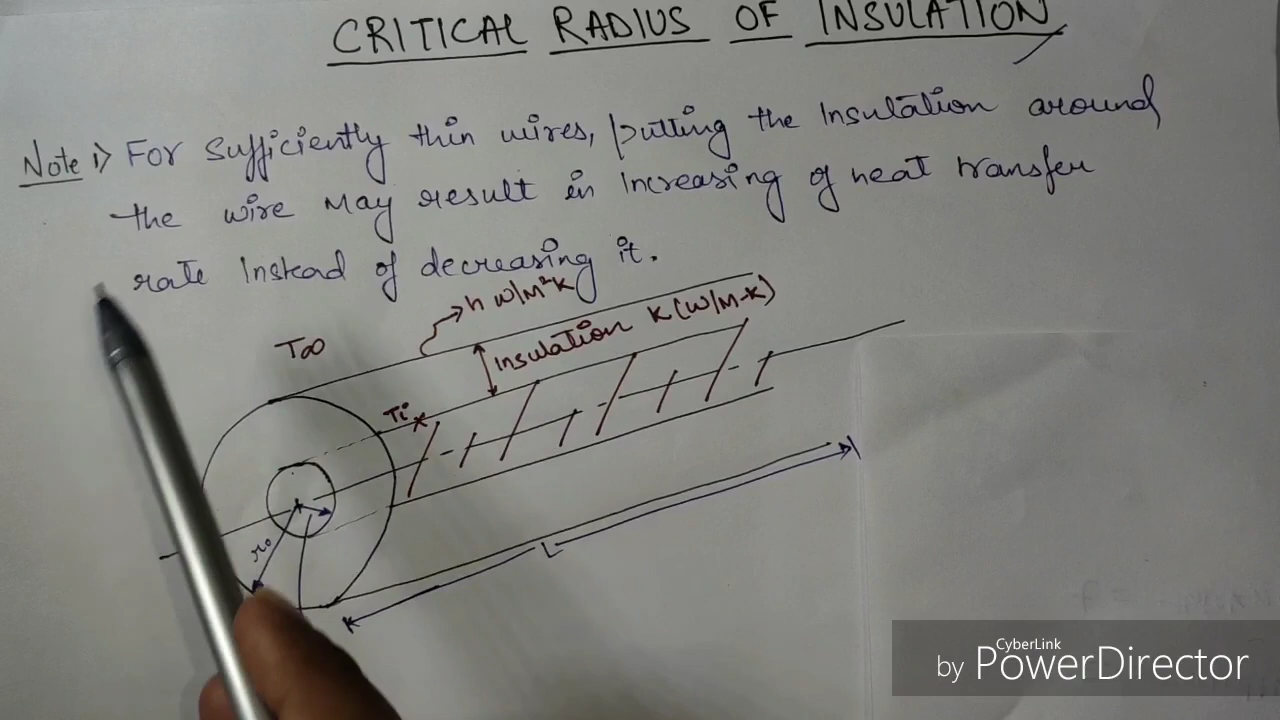 CRITICAL RADIUS OF INSULATION
Note 1) For sufficiently thin wires, putting the Insulation around
the wire may result in Increasing of heat transfer
rate Instead of decreasing it.
h W/M²K
T∞
Insulation K (W/M-K)
Ti
r₀
L
CyberLink
by PowerDirector